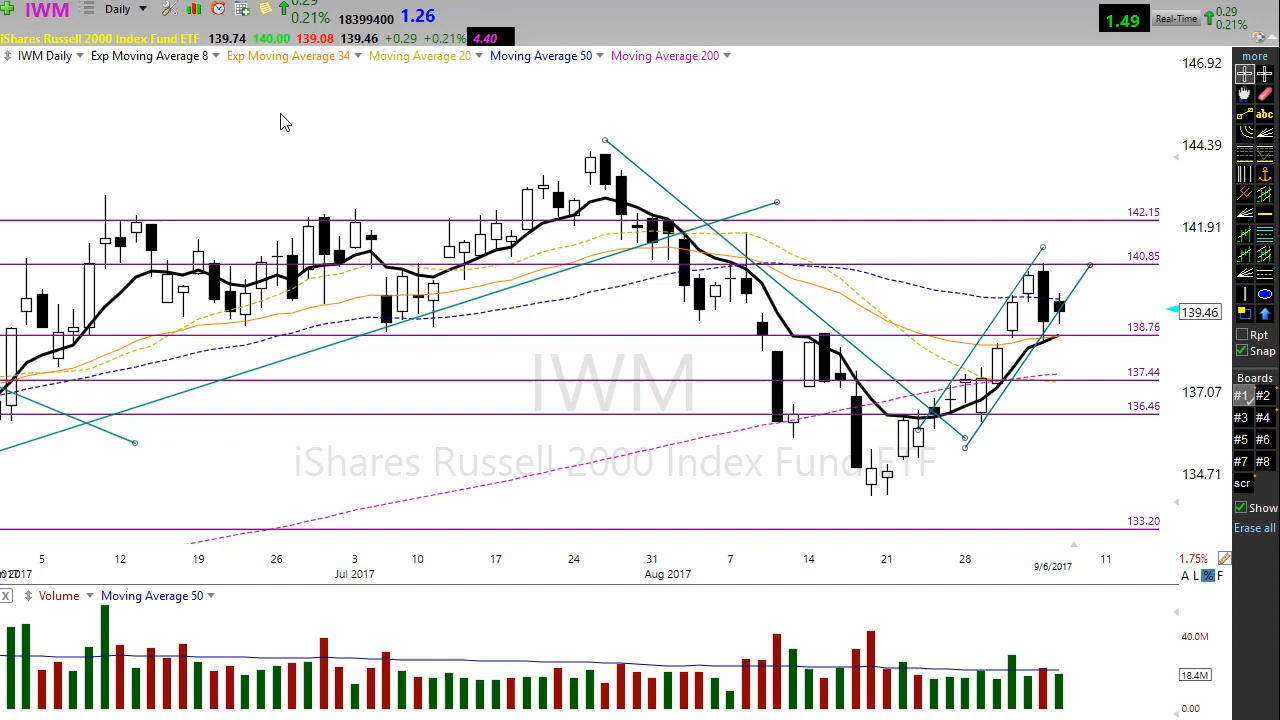 IWM Daily 0.29 0.21% 18399400 1.26 1.49 Real-Time 0.29 0.21%
iShares Russell 2000 Index Fund ETF 139.74 140.00 139.08 139.46 +0.29 +0.21% 4.40
IWM Daily Exp Moving Average 8 Exp Moving Average 34 Moving Average 20 Moving Average 50 Moving Average 200 more
146.92
abc
144.39
142.15
141.91
140.85
139.46
138.76
Rpt
Snap
137.44
Boards
IWM
137.07
#1 #2
136.46
#3 #4
#5 #6
iShares Russell 2000 Index Fund ETF
#7 #8
134.71
scr
Show
133.20
Erase all
5 12 19 26 3 10 17 24 31 7 14 21 28 11 1.75%
2017 Jul 2017 Aug 2017 9/6/2017 A L % F
X Volume Moving Average 50
40.0M
18.4M
0.00